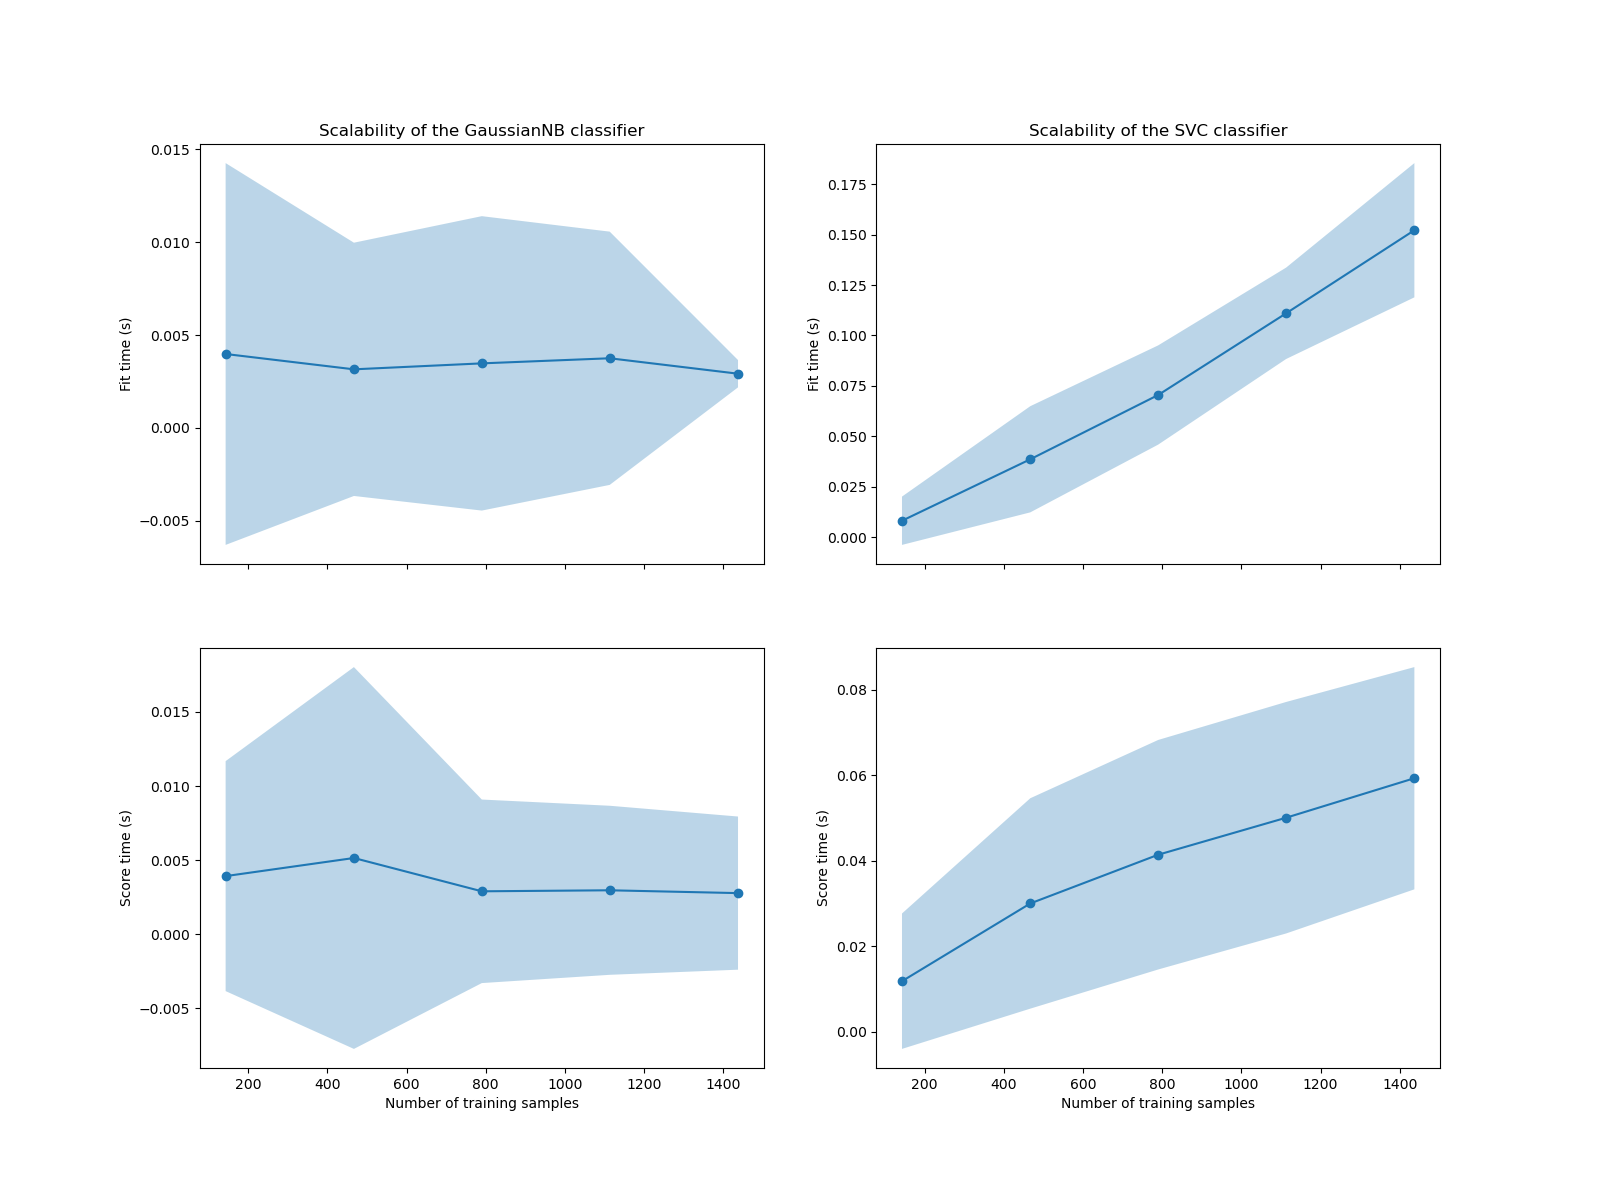 Scalability of the GaussianNB classifier
0.015
0.010
0.005
0.000
−0.005
Fit time (s)
Scalability of the SVC classifier
0.175
0.150
0.125
0.100
0.075
0.050
0.025
0.000
Fit time (s)
0.015
0.010
0.005
0.000
−0.005
Score time (s)
200 400 600 800 1000 1200 1400
Number of training samples
0.08
0.06
0.04
0.02
0.00
Score time (s)
200 400 600 800 1000 1200 1400
Number of training samples